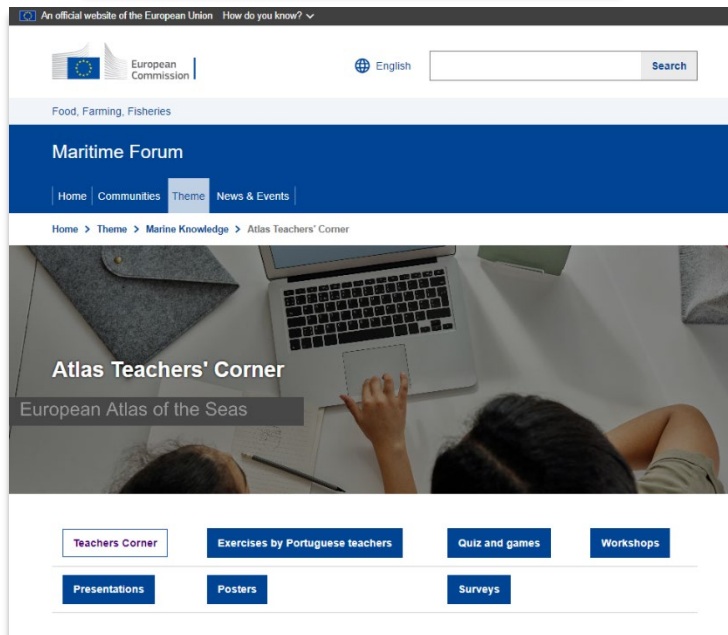 An official website of the European Union How do you know?
European
Commission
English
Search
Food, Farming, Fisheries
Maritime Forum
Home Communities Theme News & Events
Home > Theme > Marine Knowledge > Atlas Teachers' Corner
Atlas Teachers' Corner
European Atlas of the Seas
Teachers Corner Exercises by Portuguese teachers Quiz and games Workshops
Presentations Posters Surveys